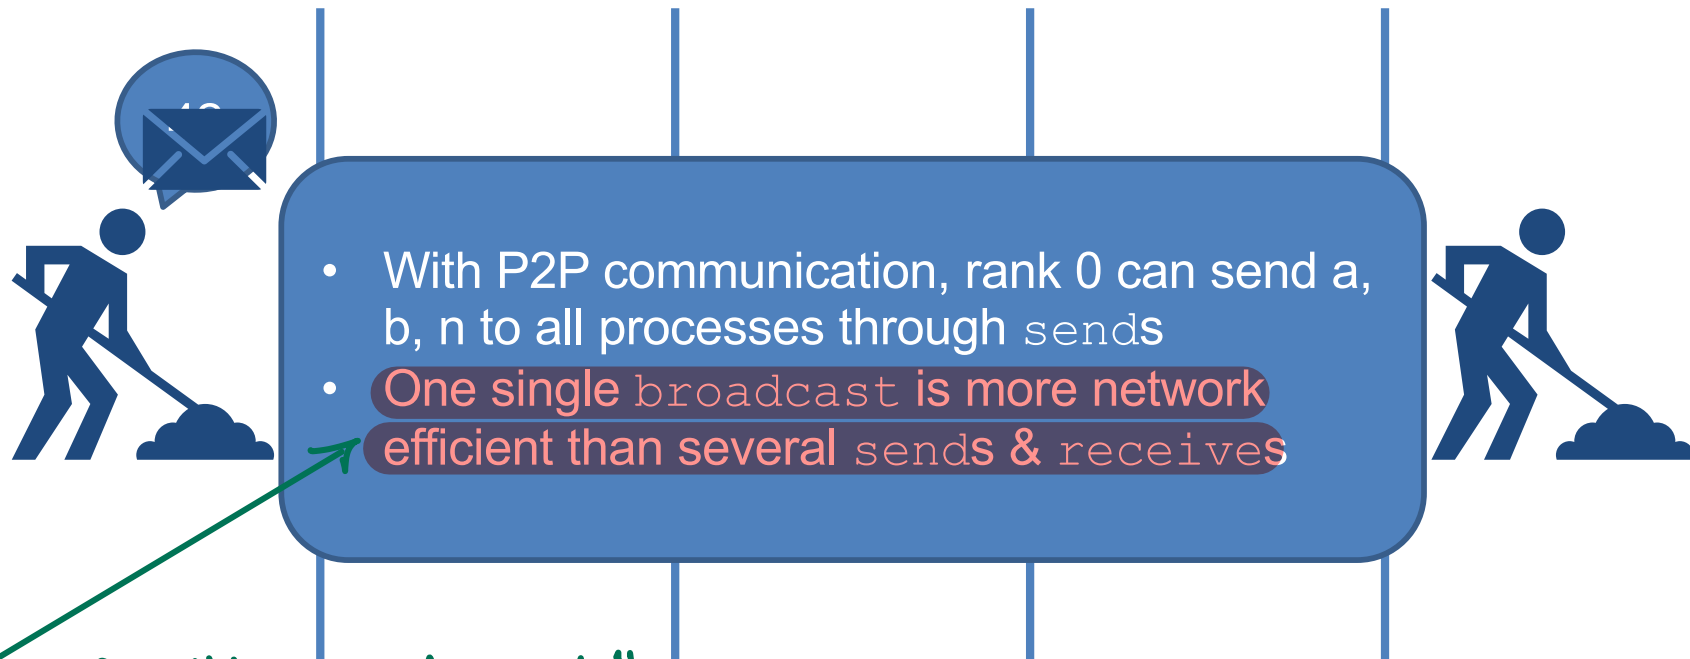 • With P2P communication, rank 0 can send a,
b, n to all processes through sends
• One single broadcast is more network
efficient than several sends & receives